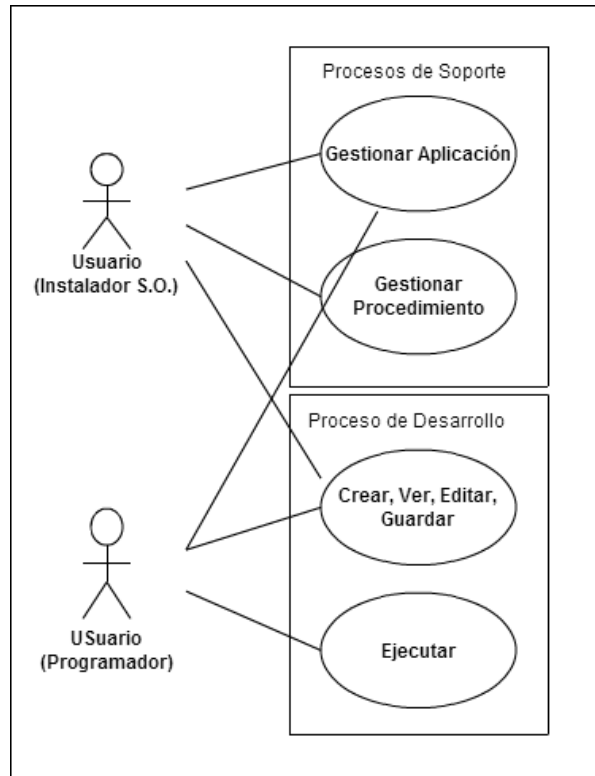 Procesos de Soporte
Gestionar Aplicación
Usuario
(Instalador S.O.)
Gestionar
Procedimiento
Proceso de Desarrollo
Crear, Ver, Editar,
Guardar
USuario
(Programador)
Ejecutar